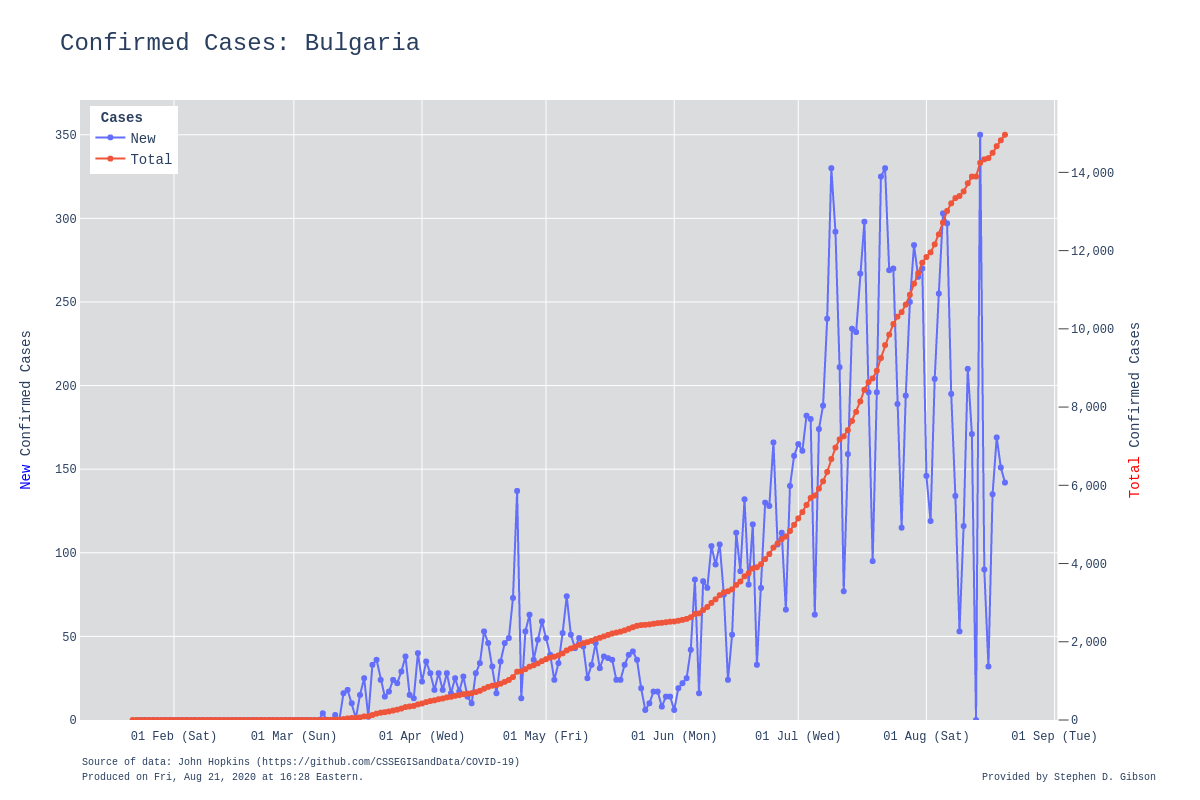 Confirmed Cases: Bulgaria
Cases
New
Total
350
300
250
200
150
100
50
0
14,000
12,000
10,000
8,000
6,000
4,000
2,000
0
New Confirmed Cases
Total Confirmed Cases
01 Feb (Sat)
01 Mar (Sun)
01 Apr (Wed)
01 May (Fri)
01 Jun (Mon)
01 Jul (Wed)
01 Aug (Sat)
01 Sep (Tue)
Source of data: John Hopkins (https://github.com/CSSEGISandData/COVID-19)
Produced on Fri, Aug 21, 2020 at 16:28 Eastern.
Provided by Stephen D. Gibson